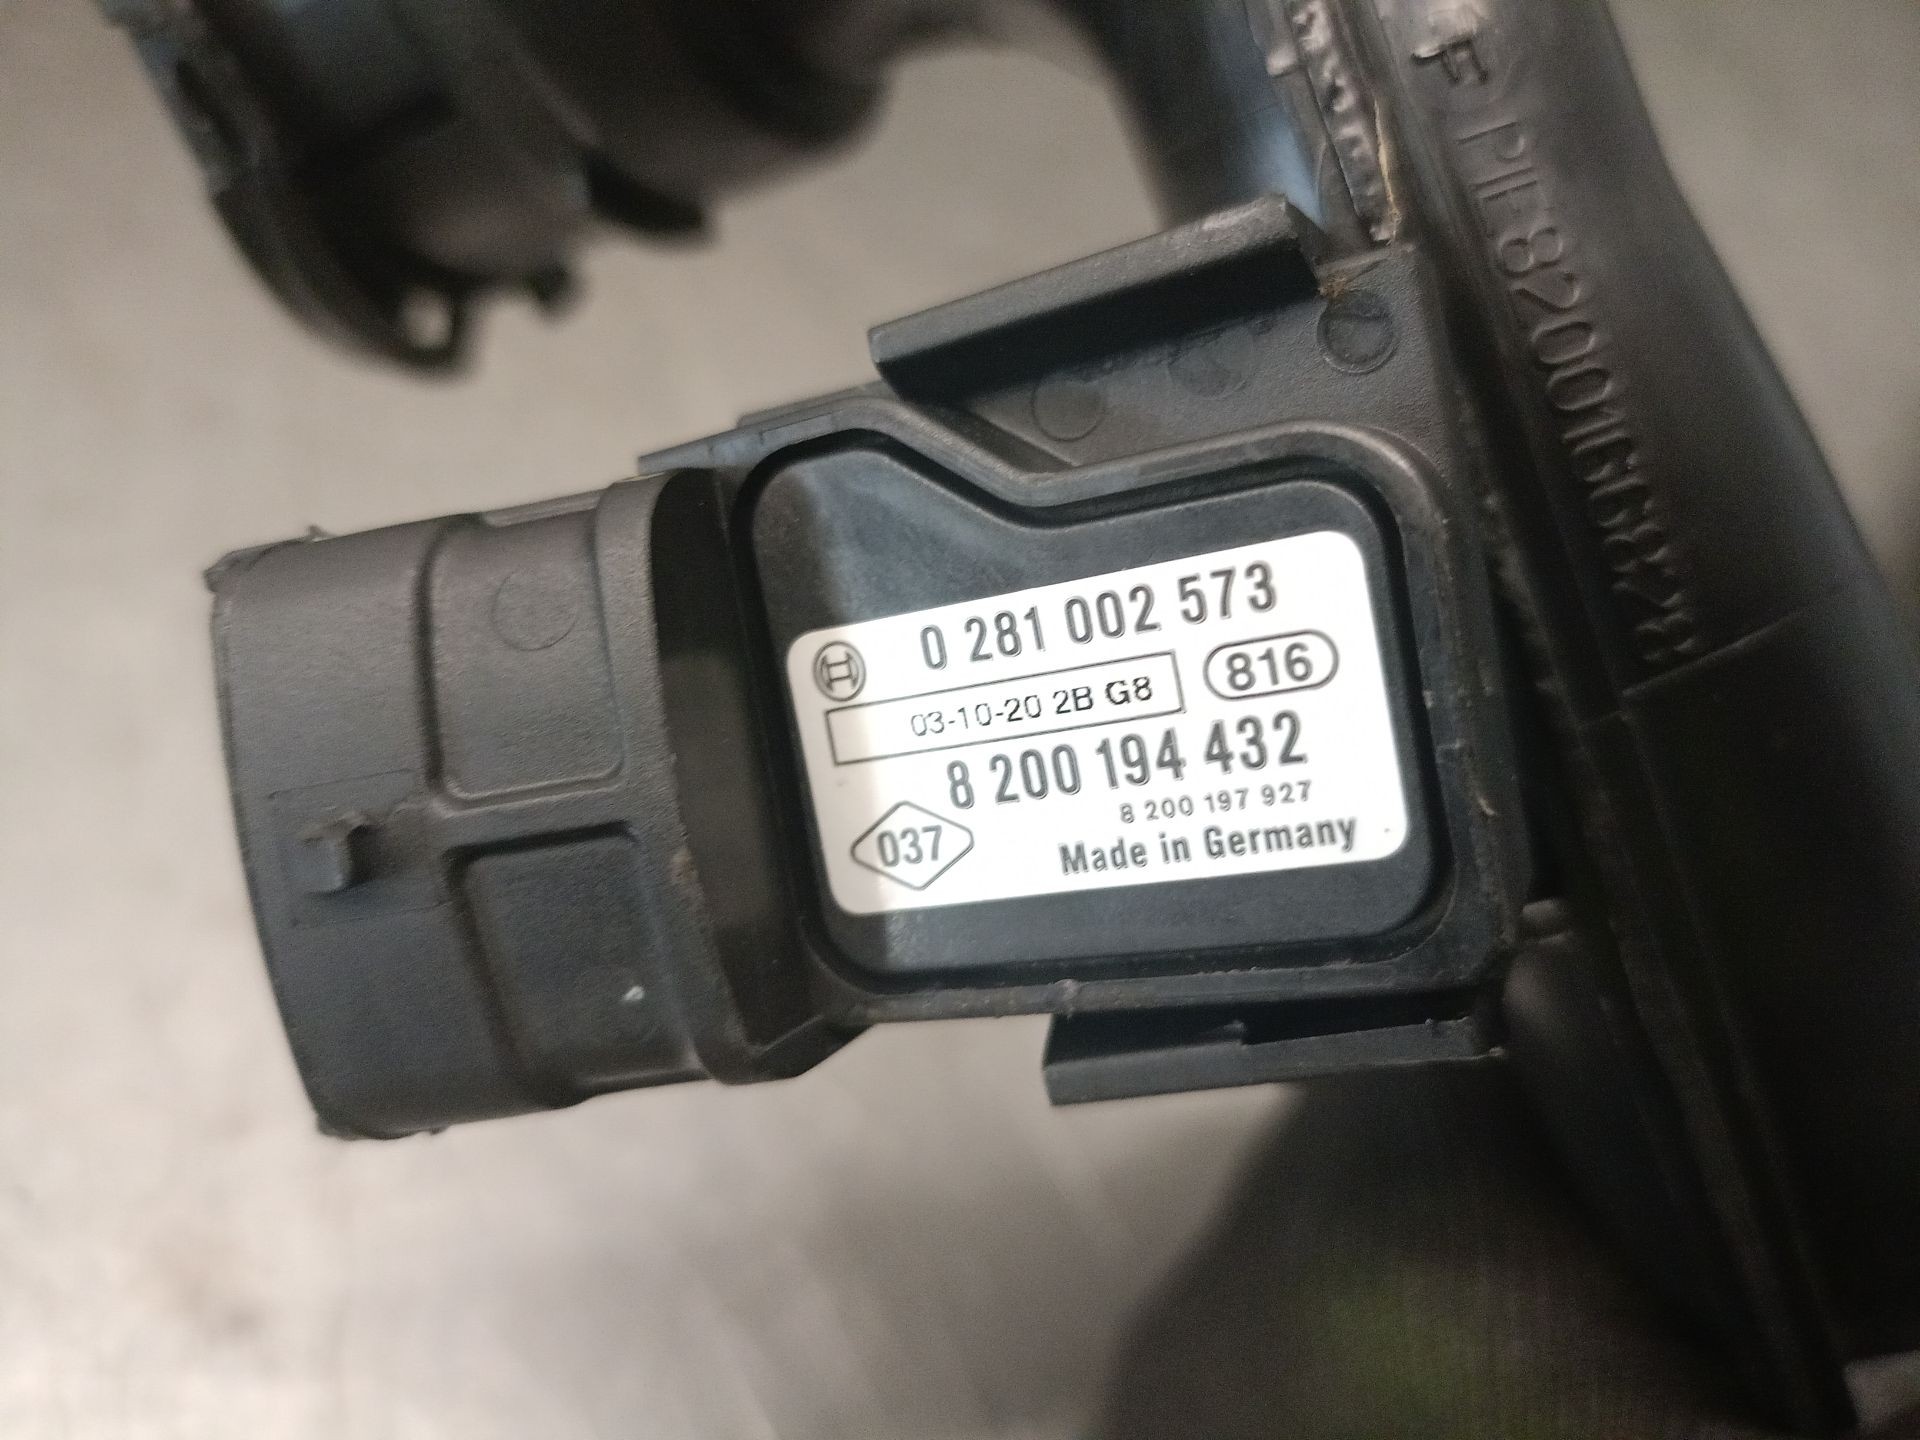 F PIF8200166828
0 281 002 573
03-10-20 2B G8
816
8 200 194 432
8 200 197 927
037
Made in Germany